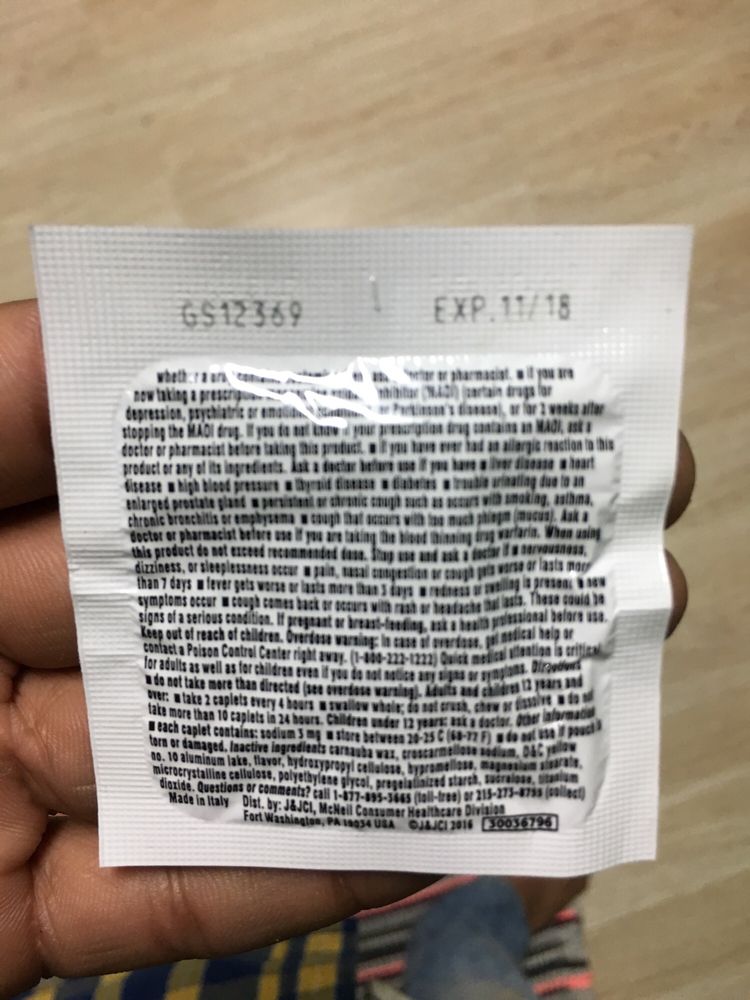 GS12369 EXP.11/18
whether a doctor or pharmacist. ■ if you are
now taking a prescription inhibitor (MAOI) (certain drugs for
depression, psychiatric or Parkinson's disease), or for 2 weeks after
stopping the MAOI drug. If you do not know if your prescription drug contains an MAOI, ask a
doctor or pharmacist before taking this product. ■ if you have ever had an allergic reaction to this
product or any of its ingredients. Ask a doctor before use if you have ■ liver disease ■ heart
disease ■ high blood pressure ■ thyroid disease ■ diabetes ■ trouble urinating due to an
enlarged prostate gland ■ persistent or chronic cough such as occurs with smoking, asthma,
chronic bronchitis or emphysema ■ cough that occurs with too much phlegm (mucus). Ask a
doctor or pharmacist before use if you are taking the blood thinning drug warfarin. When using
this product do not exceed recommended dose. Stop use and ask a doctor if ■ nervousness,
dizziness, or sleeplessness occur ■ pain, nasal congestion or cough gets worse or lasts more
than 7 days ■ fever gets worse or lasts more than 3 days ■ redness or swelling is present ■ new
symptoms occur ■ cough comes back or occurs with rash or headache that lasts. These could be
signs of a serious condition. If pregnant or breast-feeding, ask a health professional before use.
Keep out of reach of children. Overdose warning: In case of overdose, get medical help or
contact a Poison Control Center right away. (1-800-222-1222) Quick medical attention is critical
for adults as well as for children even if you do not notice any signs or symptoms. Directions
■ do not take more than directed (see overdose warning). Adults and children 12 years and
over: ■ take 2 caplets every 4 hours ■ swallow whole; do not crush, chew or dissolve ■ do not
take more than 10 caplets in 24 hours. Children under 12 years: ask a doctor. Other information
■ each caplet contains: sodium 3 mg ■ store between 20-25 C (68-77 F) ■ do not use if pouch is
torn or damaged. Inactive ingredients carnauba wax, croscarmellose sodium, D&C yellow
no. 10 aluminum lake, flavor, hydroxypropyl cellulose, hypromellose, magnesium stearate,
microcrystalline cellulose, polyethylene glycol, pregelatinized starch, sucralose, titanium
dioxide. Questions or comments? call 1-877-895-3665 (toll-free) or 215-273-8755 (collect)
Made in Italy Dist. by: J&JCI, McNeil Consumer Healthcare Division
Fort Washington, PA 19034 USA ©J&JCI 2016 30036796